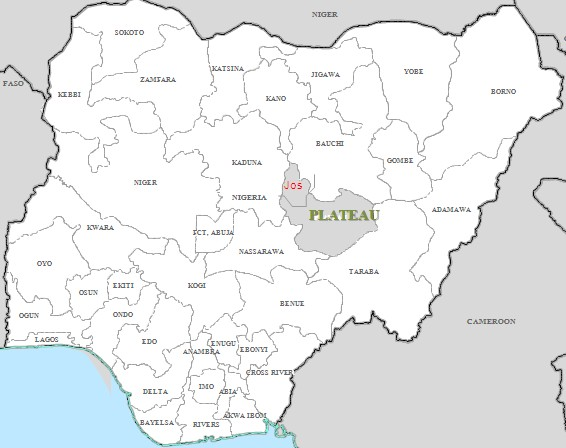 NIGER
SOKOTO
KATSINA
JIGAWA
YOBE
ZAMFARA
FASO
KEBBI
KANO
BORNO
BAUCHI
KADUNA
GOMBE
NIGER
Jos
NIGERIA
PLATEAU
ADAMAWA
KWARA
FCT, ABUJA
NASSARAWA
OYO
TARABA
OSUN
EKITI
KOGI
BENUE
OGUN
ONDO
CAMEROON
LAGOS
EDO
ENUGU
ANAMBRA
EBONYI
CROSS RIVER
IMO
ABIA
DELTA
AKWA IBOM
BAYELSA
RIVERS